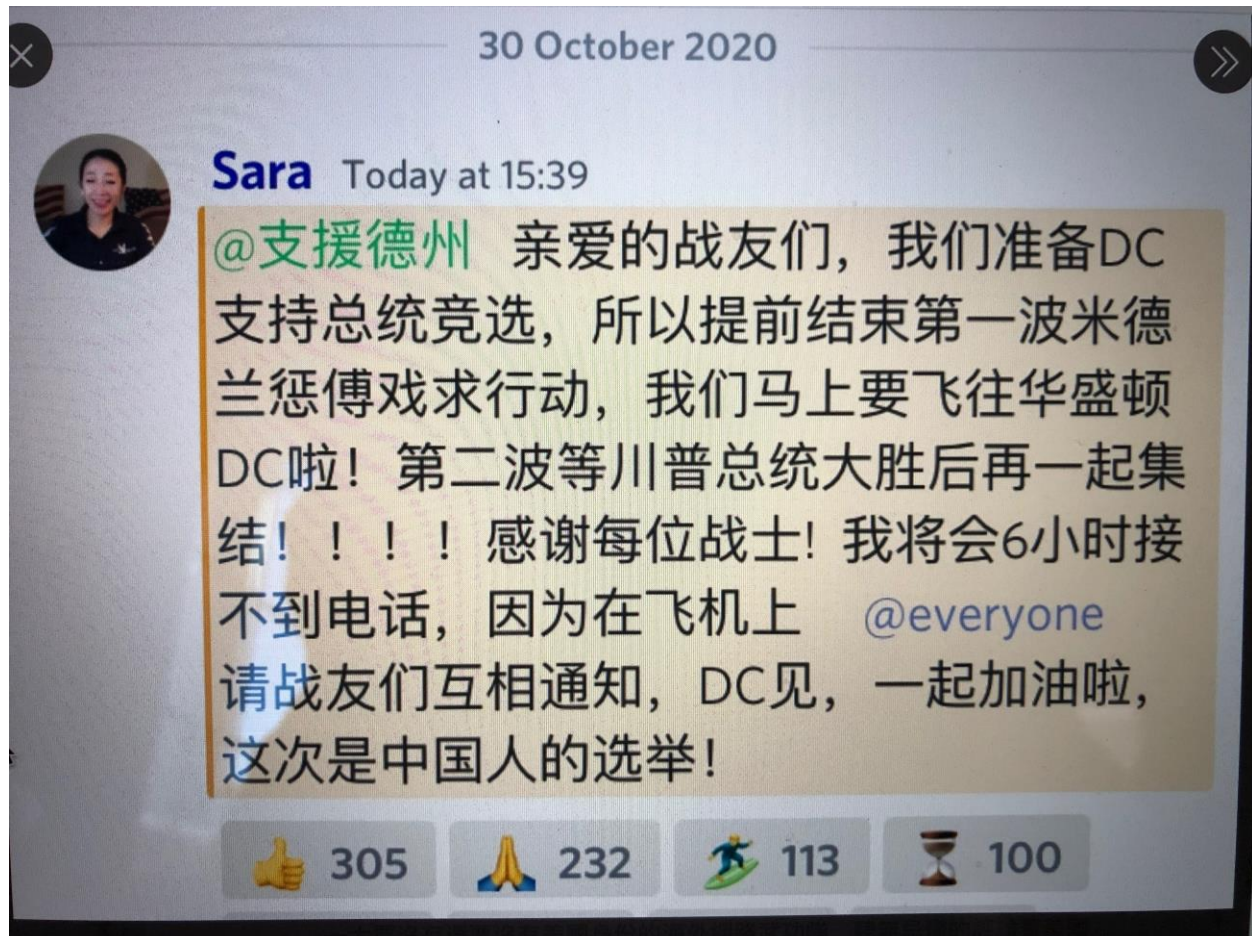 30 October 2020
Sara Today at 15:39
@支援德州 亲爱的战友们，我们准备DC
支持总统竞选，所以提前结束第一波米德
兰惩傅戏求行动，我们马上要飞往华盛顿
DC啦！第二波等川普总统大胜后再一起集
结！！！！感谢每位战士! 我将会6小时接
不到电话，因为在飞机上 @everyone
请战友们互相通知，DC见，一起加油啦，
这次是中国人的选举！
305 232 113 100